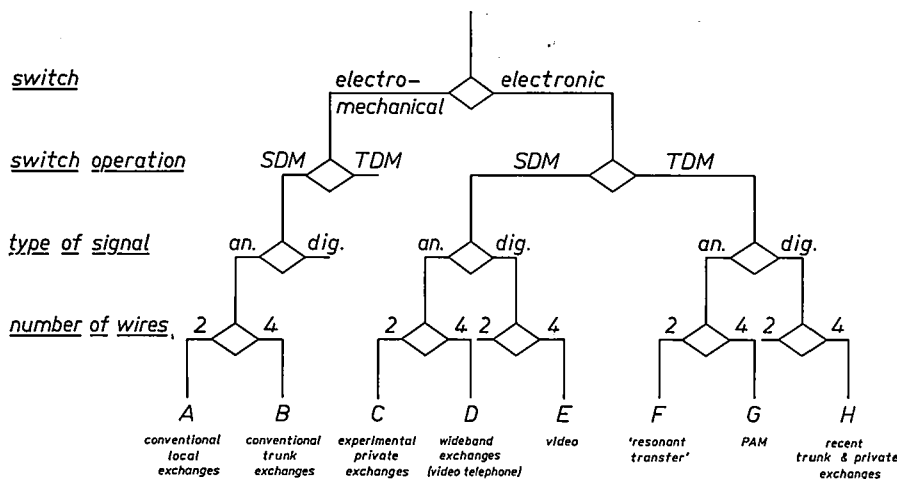 switch
electro-
mechanical
electronic
switch operation
SDM TDM
SDM TDM
type of signal
an. dig.
an. dig.
an. dig.
number of wires
2 4
2 4
2 4
2 4
2 4
A B C D E F G H
conventional
local
exchanges
conventional
trunk
exchanges
experimental
private
exchanges
wideband
exchanges
(video telephone)
video
'resonant
transfer'
PAM
recent
trunk & private
exchanges